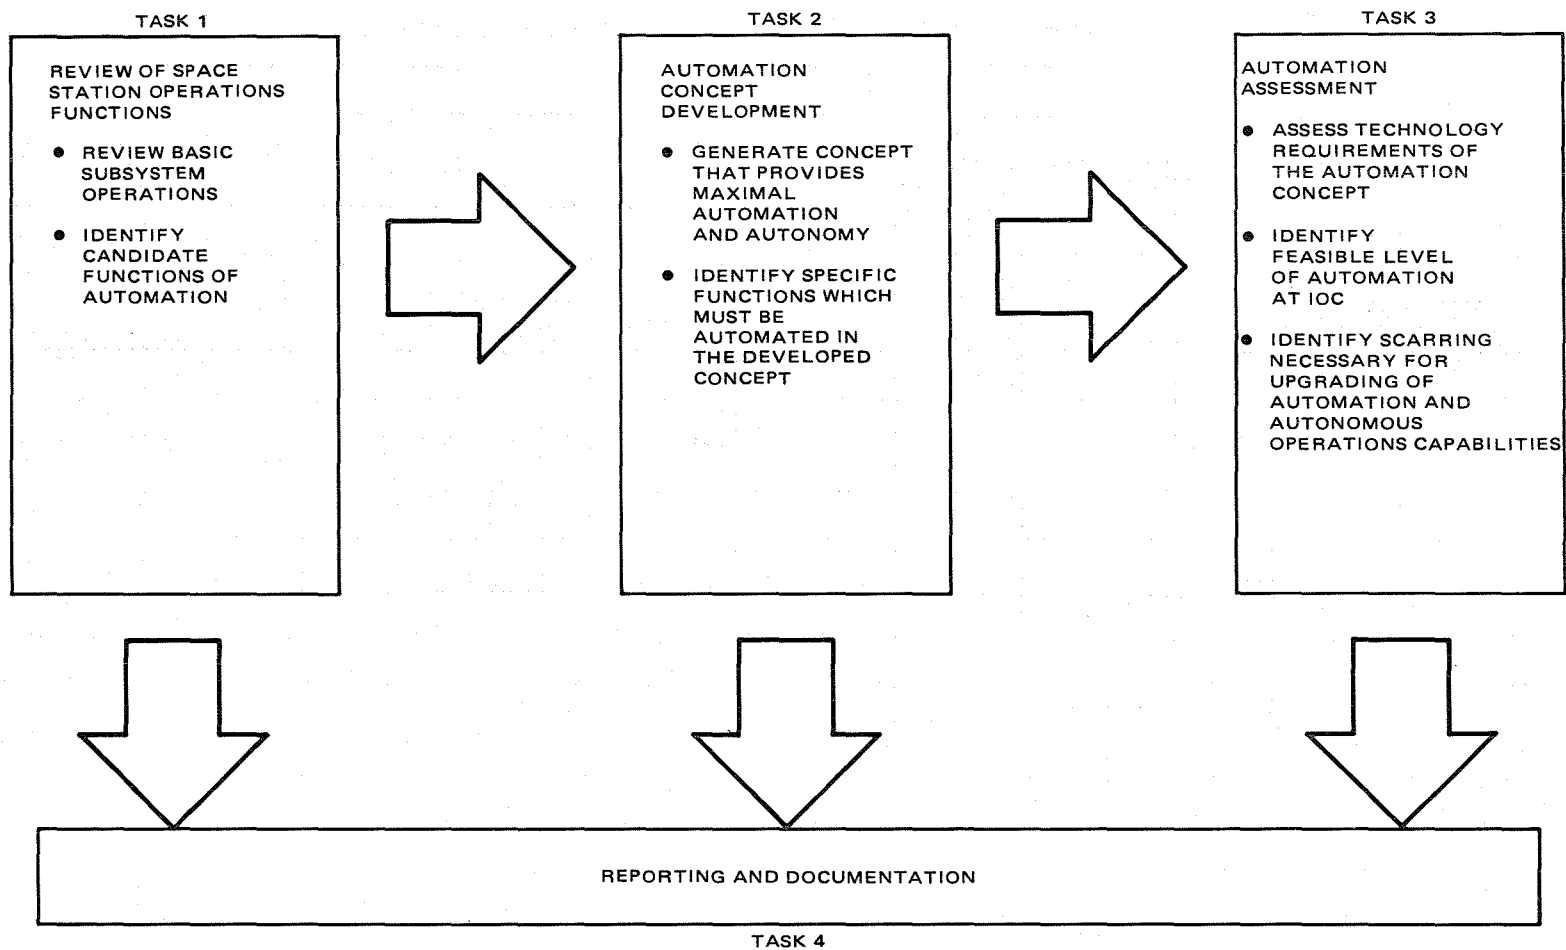 TASK 1
REVIEW OF SPACE
STATION OPERATIONS
FUNCTIONS
● REVIEW BASIC
SUBSYSTEM
OPERATIONS
● IDENTIFY
CANDIDATE
FUNCTIONS OF
AUTOMATION
TASK 2
AUTOMATION
CONCEPT
DEVELOPMENT
● GENERATE CONCEPT
THAT PROVIDES
MAXIMAL
AUTOMATION
AND AUTONOMY
● IDENTIFY SPECIFIC
FUNCTIONS WHICH
MUST BE
AUTOMATED IN
THE DEVELOPED
CONCEPT
TASK 3
AUTOMATION
ASSESSMENT
● ASSESS TECHNOLOGY
REQUIREMENTS OF
THE AUTOMATION
CONCEPT
● IDENTIFY
FEASIBLE LEVEL
OF AUTOMATION
AT IOC
● IDENTIFY SCARRING
NECESSARY FOR
UPGRADING OF
AUTOMATION AND
AUTONOMOUS
OPERATIONS CAPABILITIES
REPORTING AND DOCUMENTATION
TASK 4